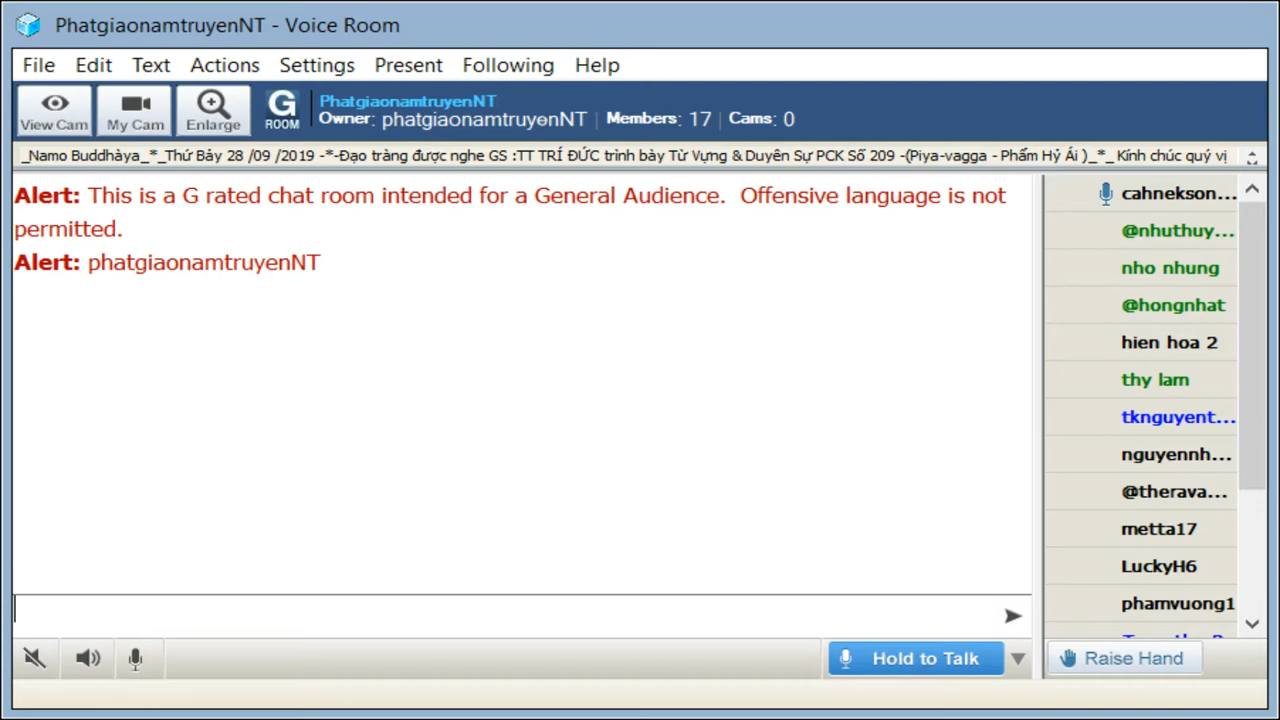 PhatgiaonamtruyenNT - Voice Room
File Edit Text Actions Settings Present Following Help
View Cam My Cam Enlarge
G
ROOM
PhatgiaonamtruyenNT
Owner: phatgiaonamtruyenNT | Members: 17 | Cams: 0
_Namo Buddhàya_*_Thứ Bảy 28 /09 /2019 -*-Đạo tràng được nghe GS :TT TRÍ ĐỨC trình bày Từ Vựng & Duyên Sự PCK Số 209 -(Piya-vagga - Phẩm Hỷ Ái )_*_ Kính chúc quý vị
Alert: This is a G rated chat room intended for a General Audience. Offensive language is not
permitted.
Alert: phatgiaonamtruyenNT
cahnekson...
@nhuthuy...
nho nhung
@hongnhat
hien hoa 2
thy lam
tknguyent...
nguyennh...
@therava...
metta17
LuckyH6
phamvuong1
Hold to Talk
Raise Hand